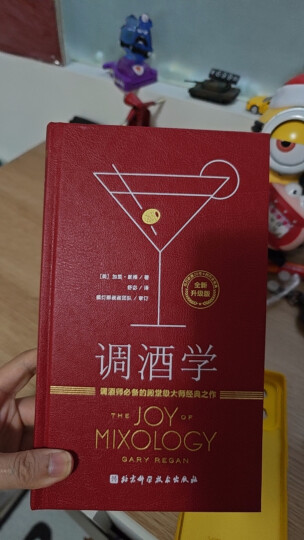 [英] 加里·里根 / 著
全新
升级版
调酒学
调酒师必备的殿堂级大师经典之作
THE JOY OF
MIXOLOGY
GARY REGAN
北京科学技术出版社